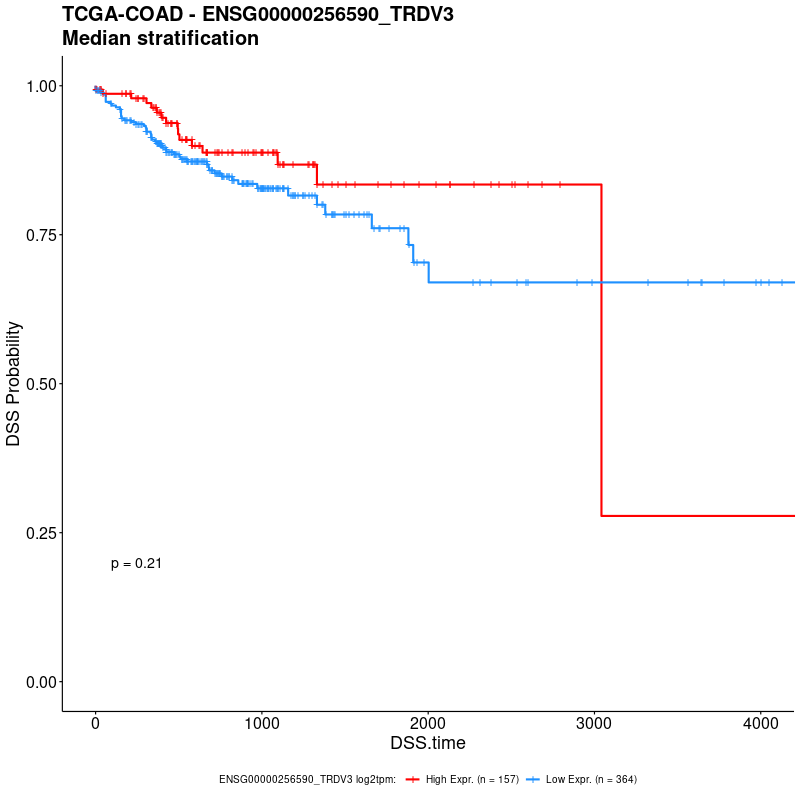 TCGA-COAD - ENSG00000256590_TRDV3
Median stratification
1.00
0.75
0.50
0.25
0.00
DSS Probability
p = 0.21
0 1000 2000 3000 4000
DSS.time
ENSG00000256590_TRDV3 log2tpm: High Expr. (n = 157) Low Expr. (n = 364)